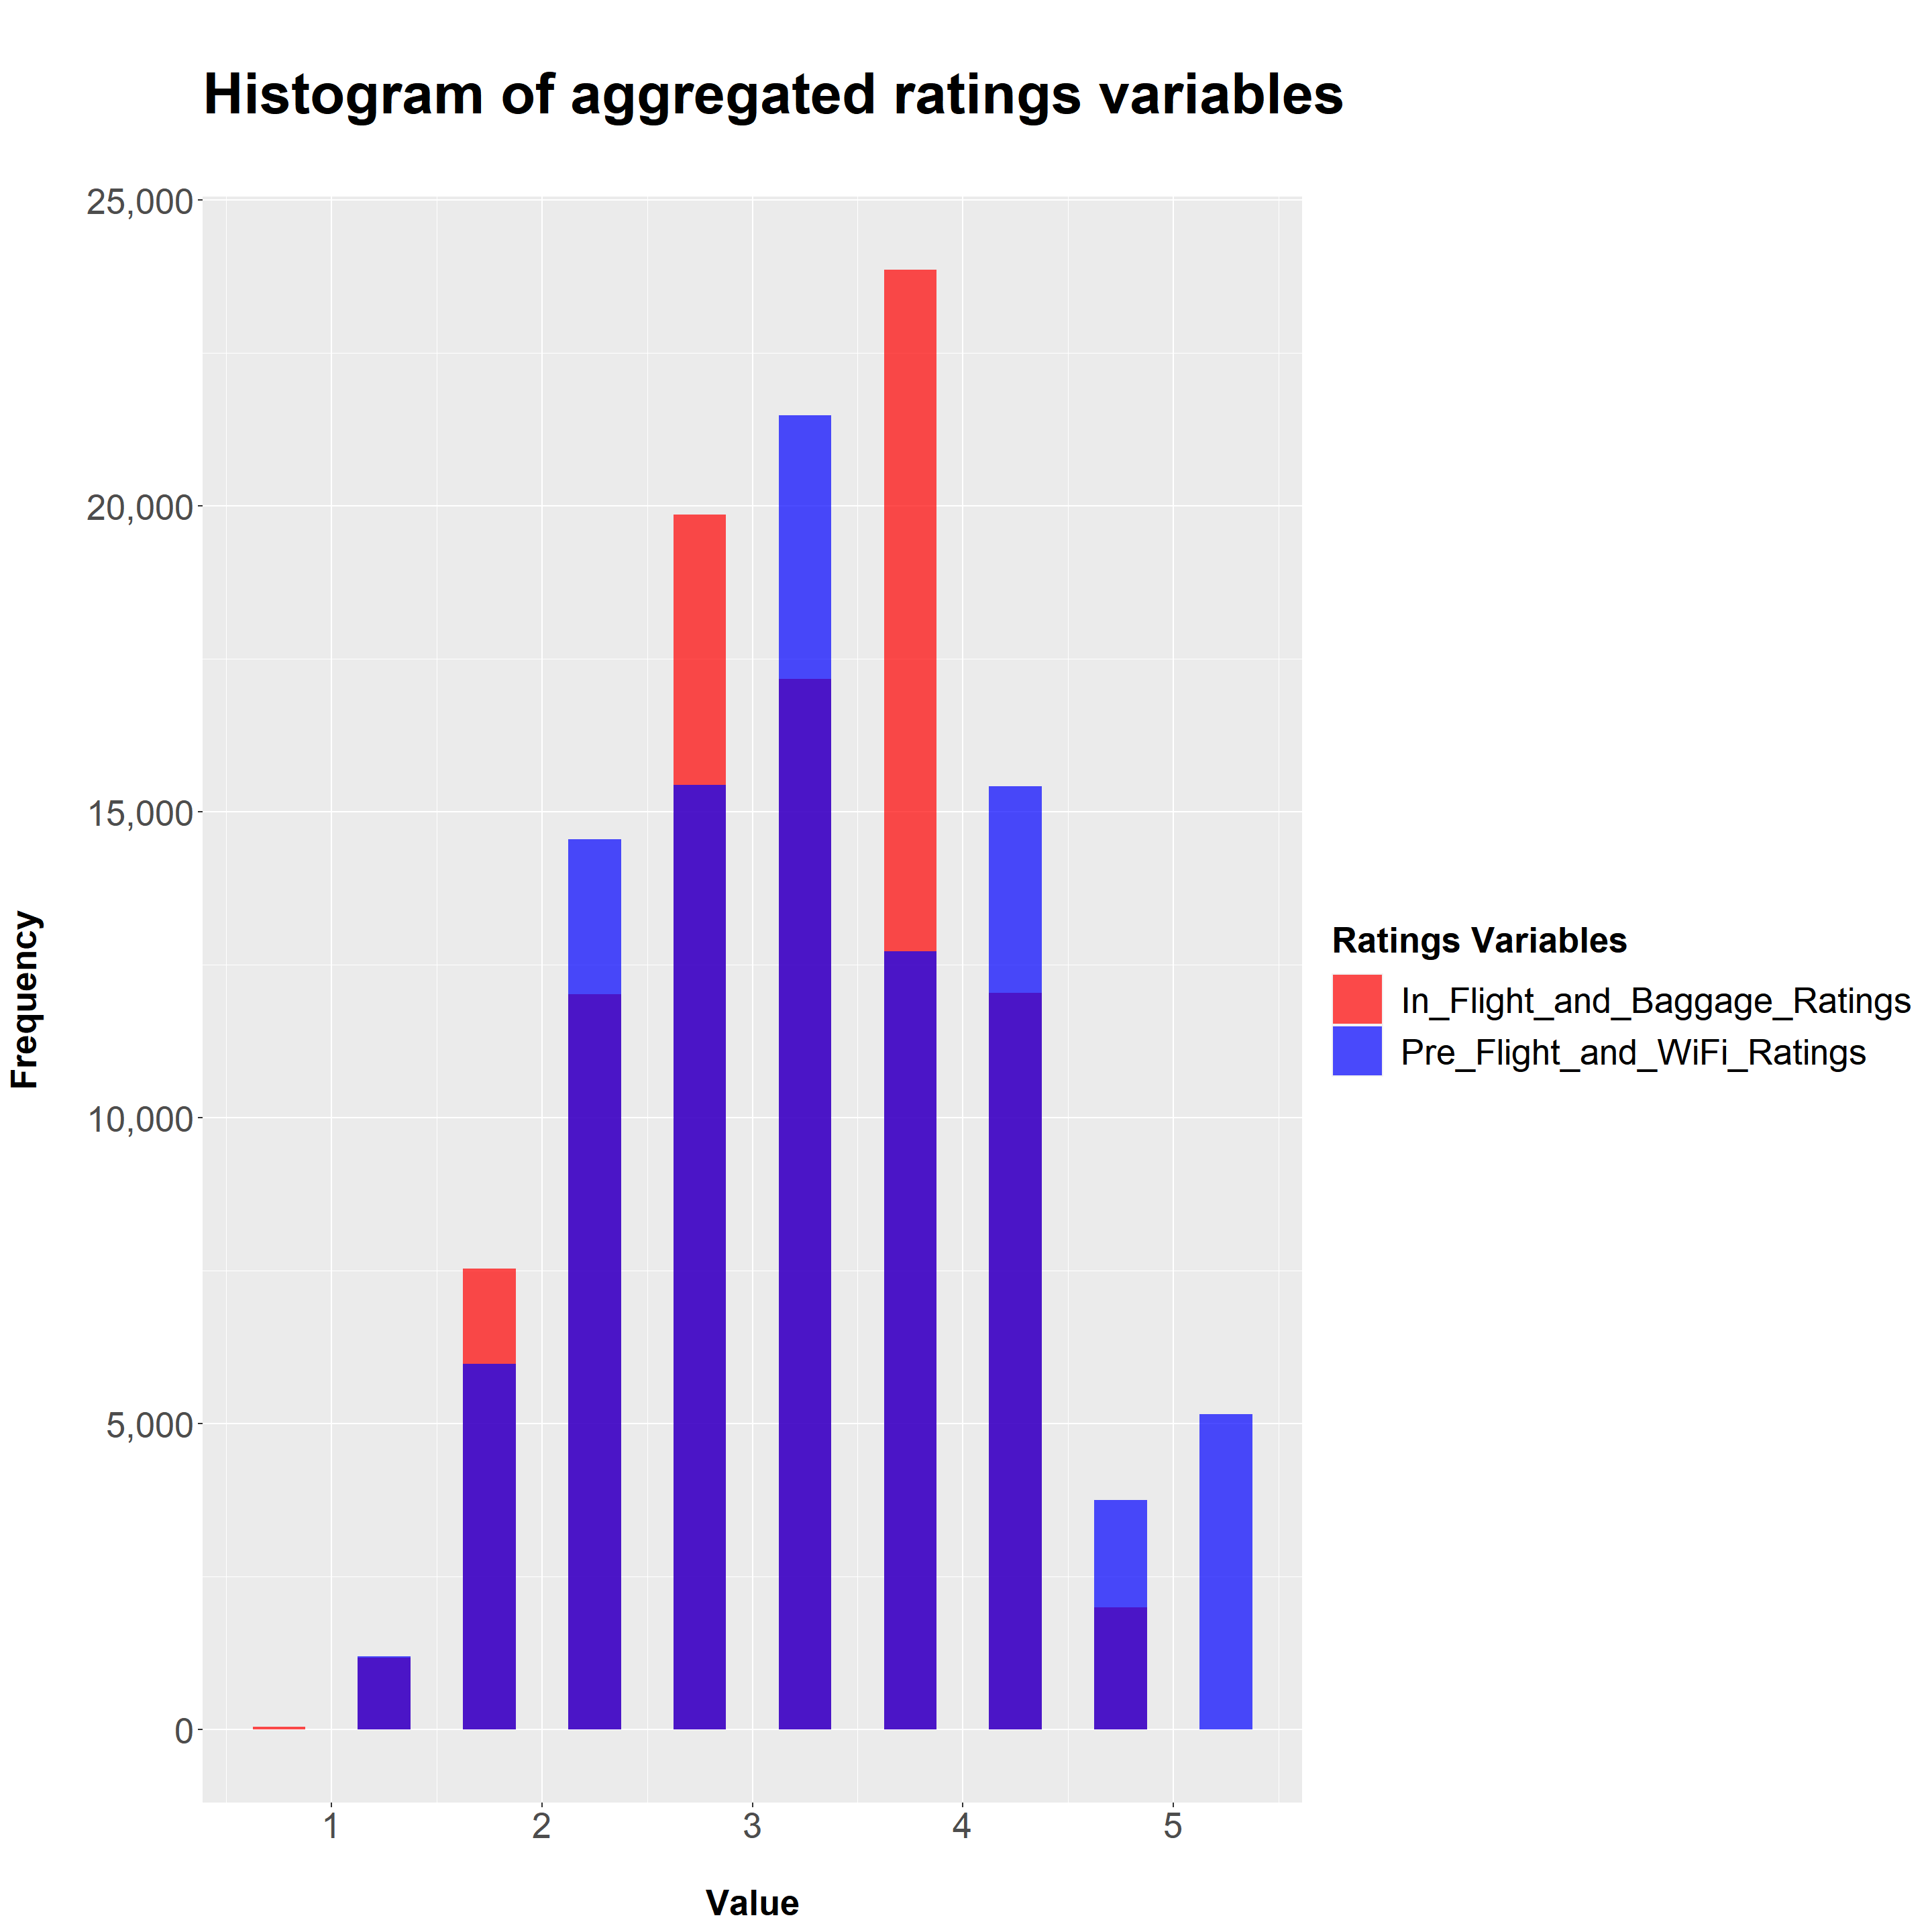 Histogram of aggregated ratings variables
25,000
20,000
15,000
10,000
5,000
0
Frequency
1 2 3 4 5
Value
Ratings Variables
In_Flight_and_Baggage_Ratings
Pre_Flight_and_WiFi_Ratings